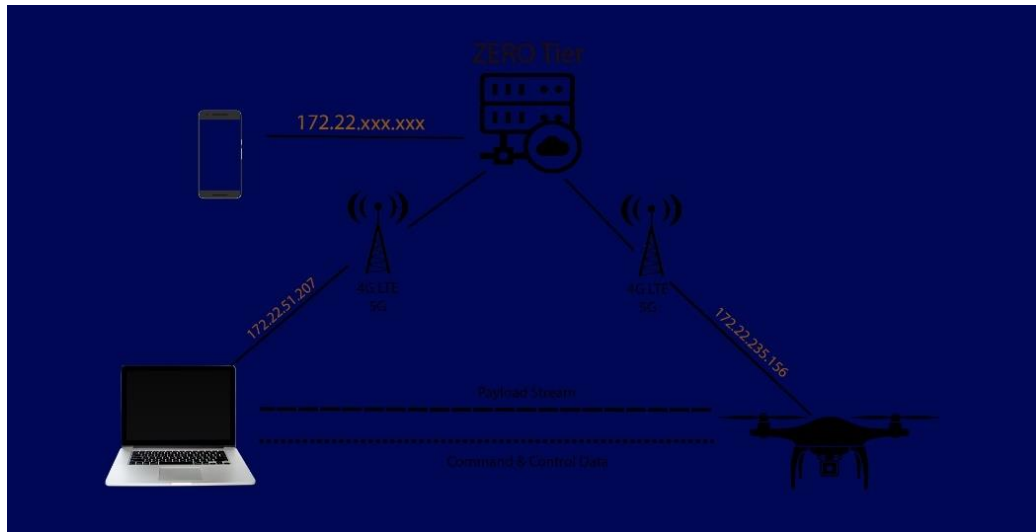 ZERO Tier
172.22.xxx.xxx
4G LTE
5G
4G LTE
5G
172.22.51.207
172.22.235.156
Payload Stream
Command & Control Data